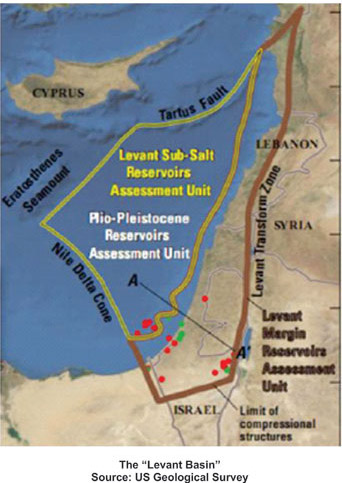 CYPRUS
Tartus Fault
Eratosthenes
Seamount
Levant Sub-Salt
Reservoirs
Assessment Unit
Plio-Pleistocene
Reservoirs
Assessment Unit
Nile Delta Cone
LEBANON
Levant Transform Zone
SYRIA
A
A'
Levant
Margin
Reservoirs
Assessment
Unit
ISRAEL
Limit of
compressional
structures
The “Levant Basin”
Source: US Geological Survey